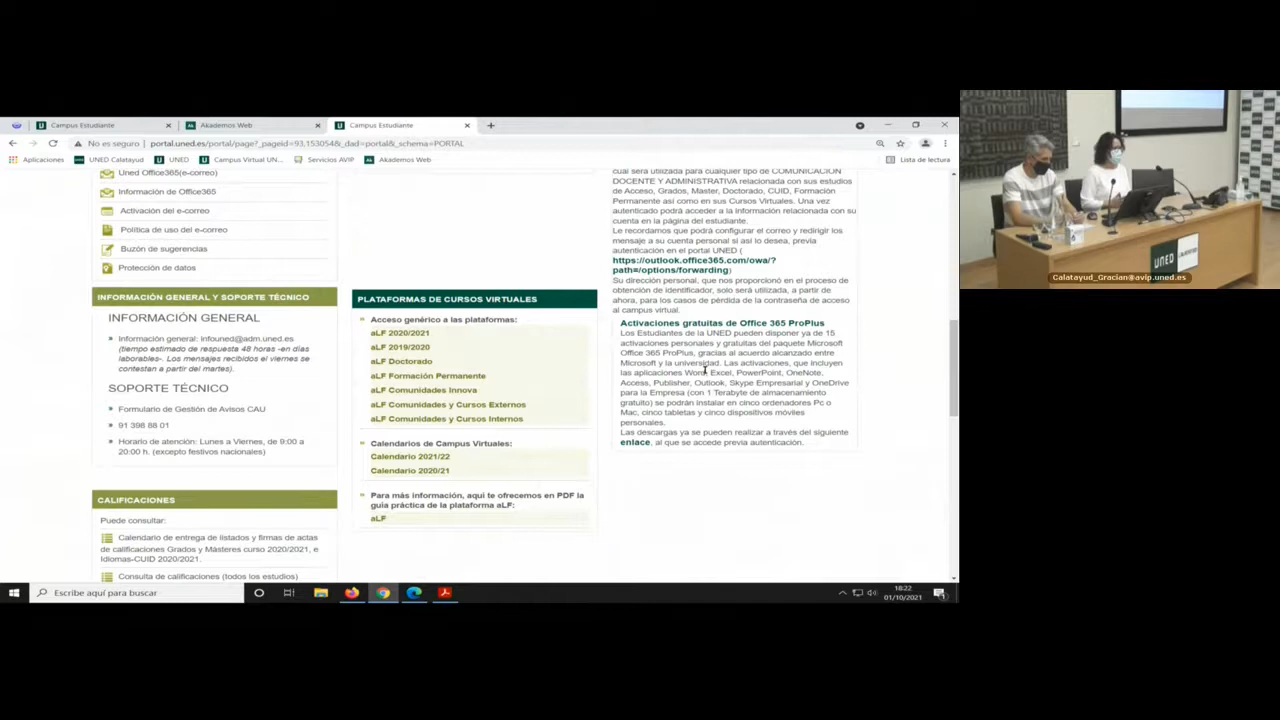 Campus Estudiante
Akademos Web
Campus Estudiante
No es seguro
portal.uned.es/portal/page?_pageid=93,153054&_dad=portal&_schema=PORTAL
Aplicaciones
UNED Calatayud
UNED
Campus Virtual UN...
Servicios AVIP
Akademos Web
Lista de lectura
Uned Office365(e-correo)
Información de Office365
Activación del e-correo
Política de uso del e-correo
Buzón de sugerencias
Protección de datos
INFORMACIÓN GENERAL Y SOPORTE TÉCNICO
INFORMACIÓN GENERAL
Información general: infouned@adm.uned.es
(tiempo estimado de respuesta 48 horas -en días
laborables-. Los mensajes recibidos el viernes se
contestan a partir del martes).
SOPORTE TÉCNICO
Formulario de Gestión de Avisos CAU
91 398 88 01
Horario de atención: Lunes a Viernes, de 9:00 a
20:00 h. (excepto festivos nacionales)
CALIFICACIONES
Puede consultar:
Calendario de entrega de listados y firmas de actas
de calificaciones Grados y Másteres curso 2020/2021, e
Idiomas-CUID 2020/2021.
Consulta de calificaciones (todos los estudios)
PLATAFORMAS DE CURSOS VIRTUALES
Acceso genérico a las plataformas:
aLF 2020/2021
aLF 2019/2020
aLF Doctorado
aLF Formación Permanente
aLF Comunidades Innova
aLF Comunidades y Cursos Externos
aLF Comunidades y Cursos Internos
Calendarios de Campus Virtuales:
Calendario 2021/22
Calendario 2020/21
Para más información, aquí te ofrecemos en PDF la
guía práctica de la plataforma aLF:
aLF
cual será utilizada para cualquier tipo de COMUNICACIÓN
DOCENTE Y ADMINISTRATIVA relacionada con sus estudios
de Acceso, Grados, Master, Doctorado, CUID, Formación
Permanente así como en sus Cursos Virtuales. Una vez
autenticado podrá acceder a la información relacionada con su
cuenta en la página del estudiante.
Le recordamos que podrá configurar el correo y redirigir los
mensaje a su cuenta personal si así lo desea, previa
autenticación en el portal UNED (
https://outlook.office365.com/owa/?
path=/options/forwarding)
Su dirección personal, que nos proporcionó en el proceso de
obtención de identificador, solo será utilizada, a partir de
ahora, para los casos de pérdida de la contraseña de acceso
al campus virtual.
Activaciones gratuitas de Office 365 ProPlus
Los Estudiantes de la UNED pueden disponer ya de 15
activaciones personales y gratuitas del paquete Microsoft
Office 365 ProPlus, gracias al acuerdo alcanzado entre
Microsoft y la universidad. Las activaciones, que incluyen
las aplicaciones Word, Excel, PowerPoint, OneNote,
Access, Publisher, Outlook, Skype Empresarial y OneDrive
para la Empresa (con 1 Terabyte de almacenamiento
gratuito) se podrán instalar en cinco ordenadores Pc o
Mac, cinco tabletas y cinco dispositivos móviles
personales.
Las descargas ya se pueden realizar a través del siguiente
enlace, al que se accede previa autenticación.
Escribe aquí para buscar
18:22
01/10/2021
UNED
Calatayud_Gracian@avip.uned.es